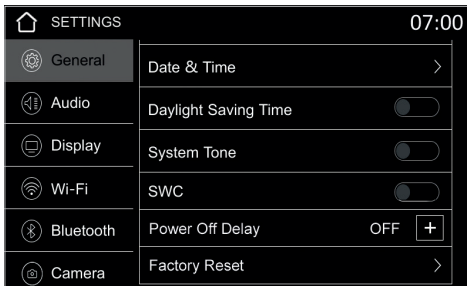 SETTINGS 07:00
General
Audio
Display
Wi-Fi
Bluetooth
Camera
Date & Time
Daylight Saving Time
System Tone
SWC
Power Off Delay OFF +
Factory Reset